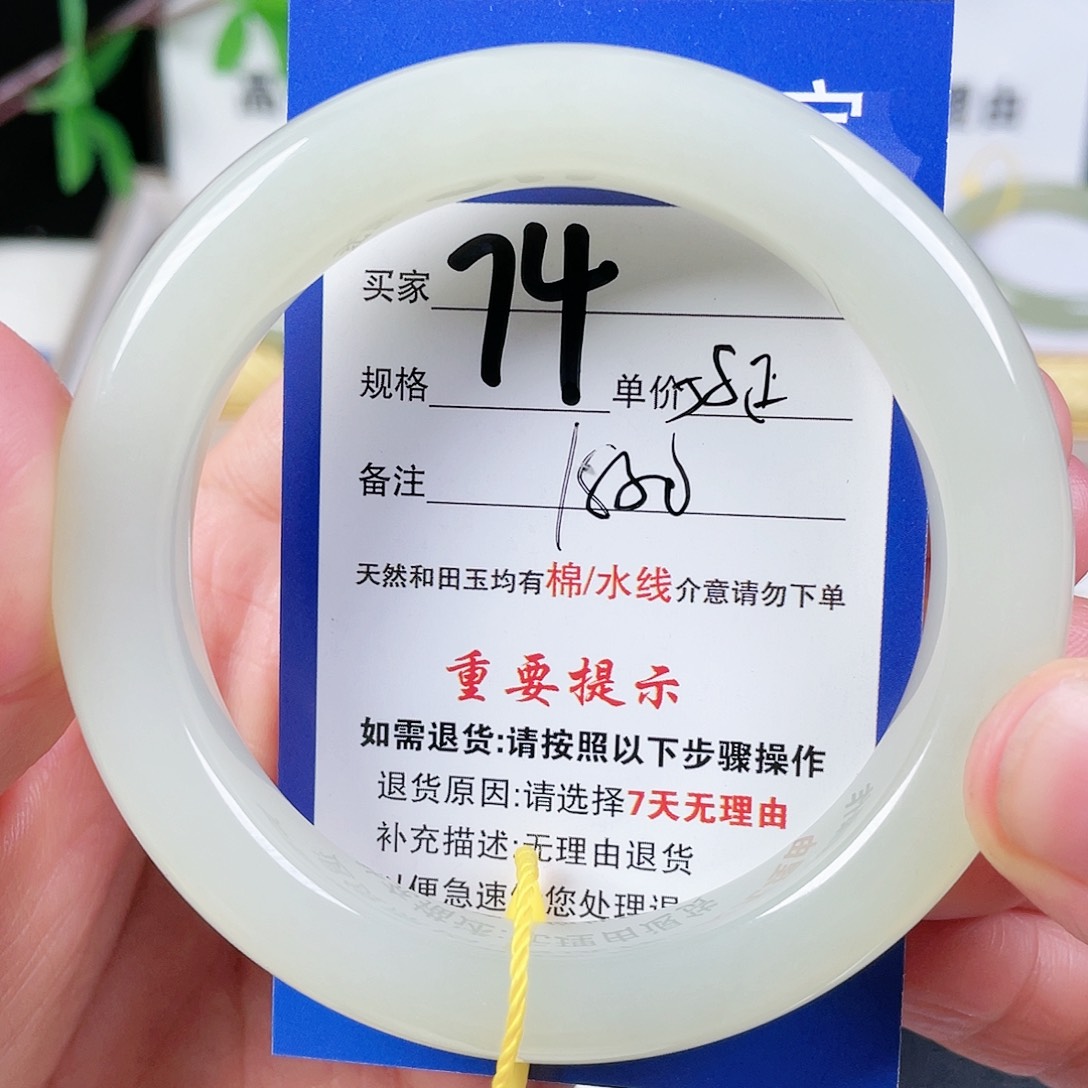 理由
买家 74
规格 单价
备注 1800
天然和田玉均有棉/水线介意请勿下单
重要提示
如需退货:请按照以下步骤操作
退货原因:请选择7天无理由
补充描述:无理由退货